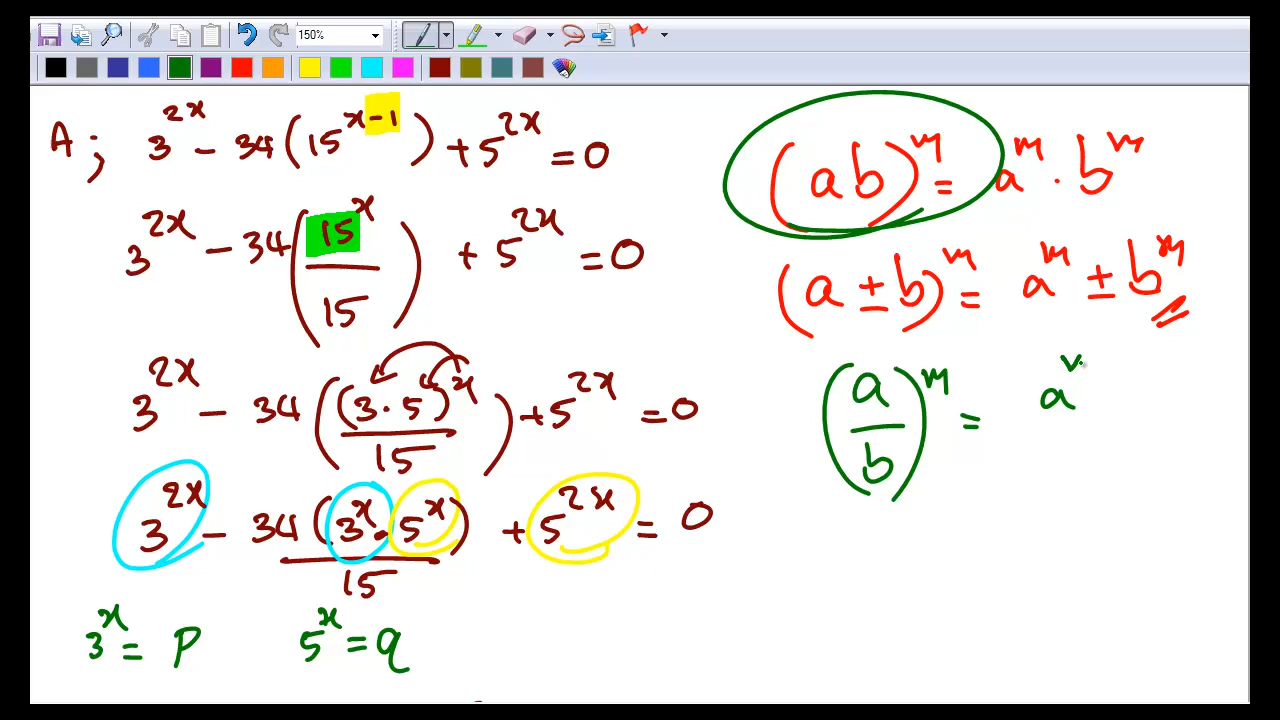 150%
A; 3^{2x} - 34(15^{x-1}) + 5^{2x} = 0
3^{2x} - 34(15^x / 15) + 5^{2x} = 0
3^{2x} - 34((3 · 5)^x / 15) + 5^{2x} = 0
3^{2x} - 34(3^x · 5^x) / 15 + 5^{2x} = 0
3^x = p 5^x = q
(ab)^m = a^m · b^m
(a ± b)^m = a^m ± b^m
(a / b)^m = a